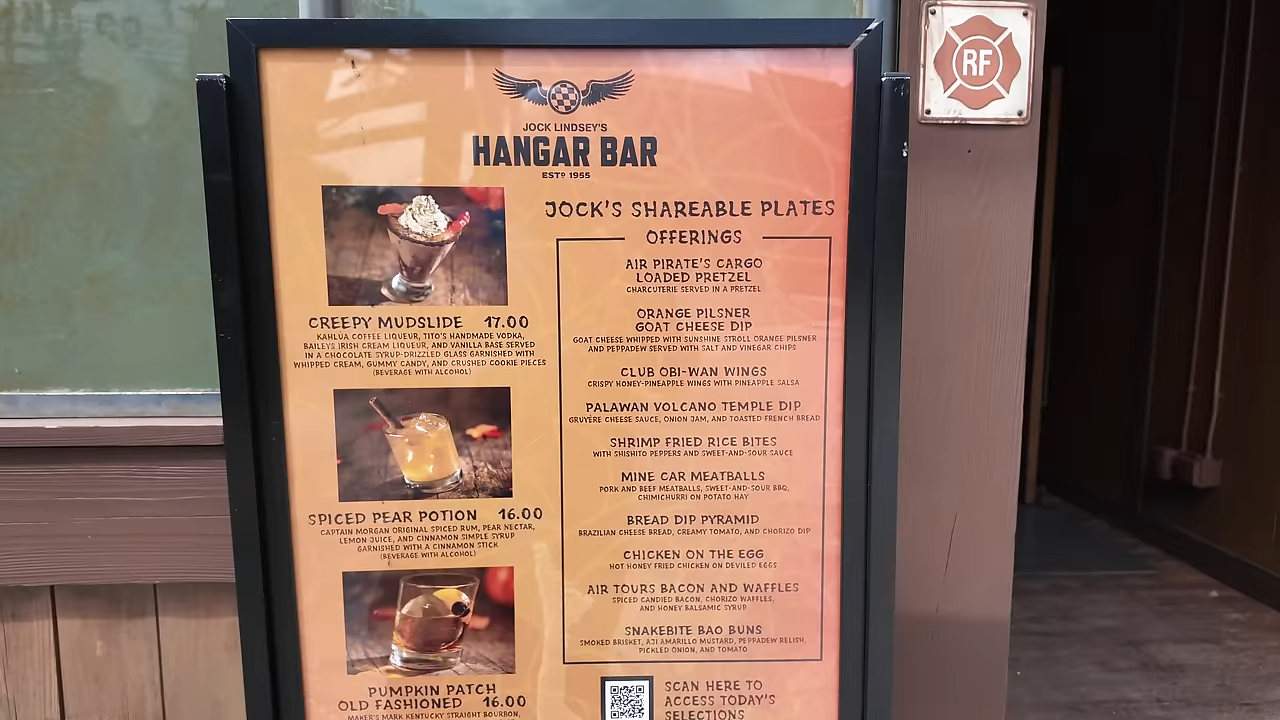 RF
JOCK LINDSEY'S
HANGAR BAR
ESTD 1955
CREEPY MUDSLIDE 17.00
KAHLUA COFFEE LIQUEUR, TITO'S HANDMADE VODKA,
BAILEYS IRISH CREAM LIQUEUR, AND VANILLA BASE SERVED
IN A CHOCOLATE SYRUP-DRIZZLED GLASS GARNISHED WITH
WHIPPED CREAM, GUMMY CANDY, AND CRUSHED COOKIE PIECES
(BEVERAGE WITH ALCOHOL)
SPICED PEAR POTION 16.00
CAPTAIN MORGAN ORIGINAL SPICED RUM, PEAR NECTAR,
LEMON JUICE, AND CINNAMON SIMPLE SYRUP
GARNISHED WITH A CINNAMON STICK
(BEVERAGE WITH ALCOHOL)
PUMPKIN PATCH
OLD FASHIONED 16.00
MAKER'S MARK KENTUCKY STRAIGHT BOURBON,
JOCK'S SHAREABLE PLATES
OFFERINGS
AIR PIRATE'S CARGO
LOADED PRETZEL
CHARCUTERIE SERVED IN A PRETZEL
ORANGE PILSNER
GOAT CHEESE DIP
GOAT CHEESE WHIPPED WITH SUNSHINE STROLL ORANGE PILSNER
AND PEPPADEW SERVED WITH SALT AND VINEGAR CHIPS
CLUB OBI-WAN WINGS
CRISPY HONEY-PINEAPPLE WINGS WITH PINEAPPLE SALSA
PALAWAN VOLCANO TEMPLE DIP
GRUYÈRE CHEESE SAUCE, ONION JAM, AND TOASTED FRENCH BREAD
SHRIMP FRIED RICE BITES
WITH SHISHITO PEPPERS AND SWEET-AND-SOUR SAUCE
MINE CAR MEATBALLS
PORK AND BEEF MEATBALLS, SWEET-AND-SOUR BBQ,
CHIMICHURRI ON POTATO HAY
BREAD DIP PYRAMID
BRAZILIAN CHEESE BREAD, CREAMY TOMATO, AND CHORIZO DIP
CHICKEN ON THE EGG
HOT HONEY FRIED CHICKEN ON DEVILED EGGS
AIR TOURS BACON AND WAFFLES
SPICED CANDIED BACON, CHORIZO WAFFLES,
AND HONEY BALSAMIC SYRUP
SNAKEBITE BAO BUNS
SMOKED BRISKET, AJI AMARILLO MUSTARD, PEPPADEW RELISH,
PICKLED ONION, AND TOMATO
SCAN HERE TO
ACCESS TODAY'S
SELECTIONS